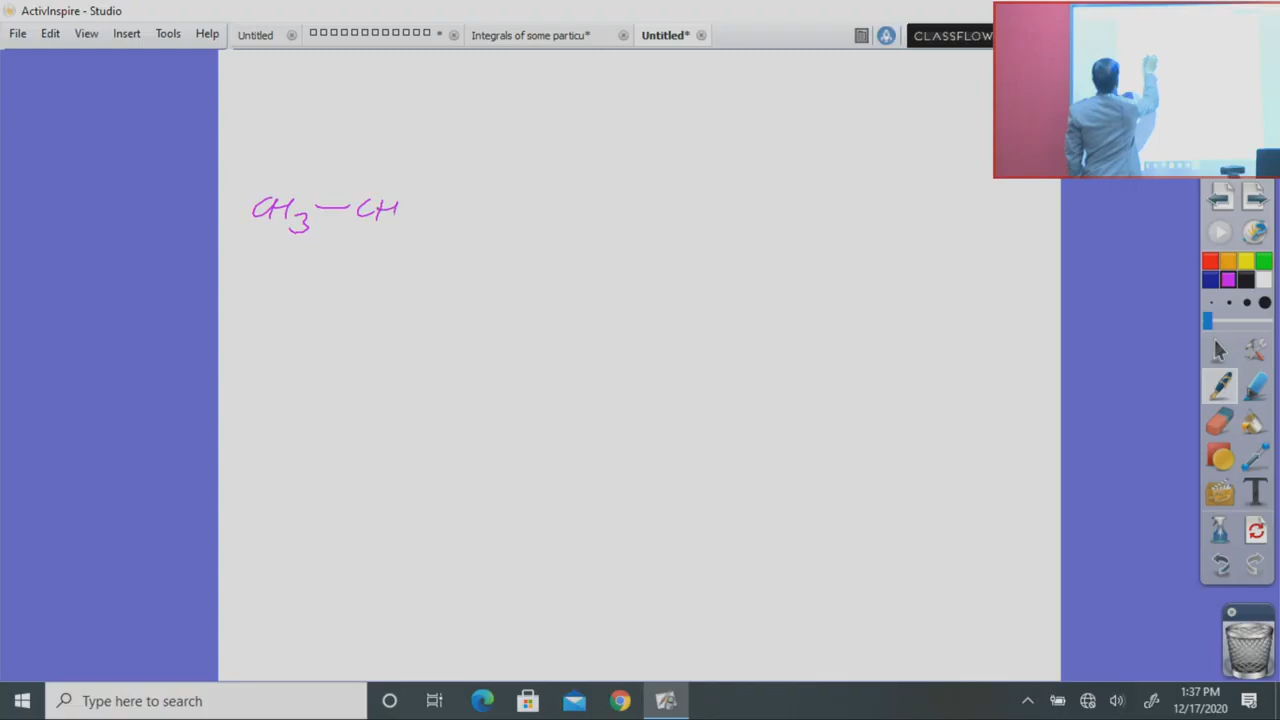 ActivInspire - Studio
File Edit View Insert Tools Help
Untitled
□□□□□□□□□□□□ *
Integrals of some particu*
Untitled*
CLASSFLOW
CH₃ — CH
T
Type here to search
1:37 PM
12/17/2020